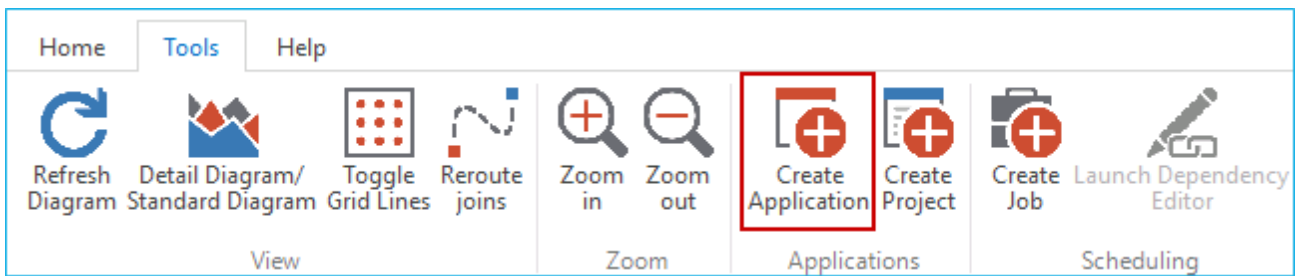 Home Tools Help
Refresh Detail Diagram/ Toggle Reroute Zoom Zoom Create Create Create Launch Dependency
Diagram Standard Diagram Grid Lines joins in out Application Project Job Editor
View Zoom Applications Scheduling